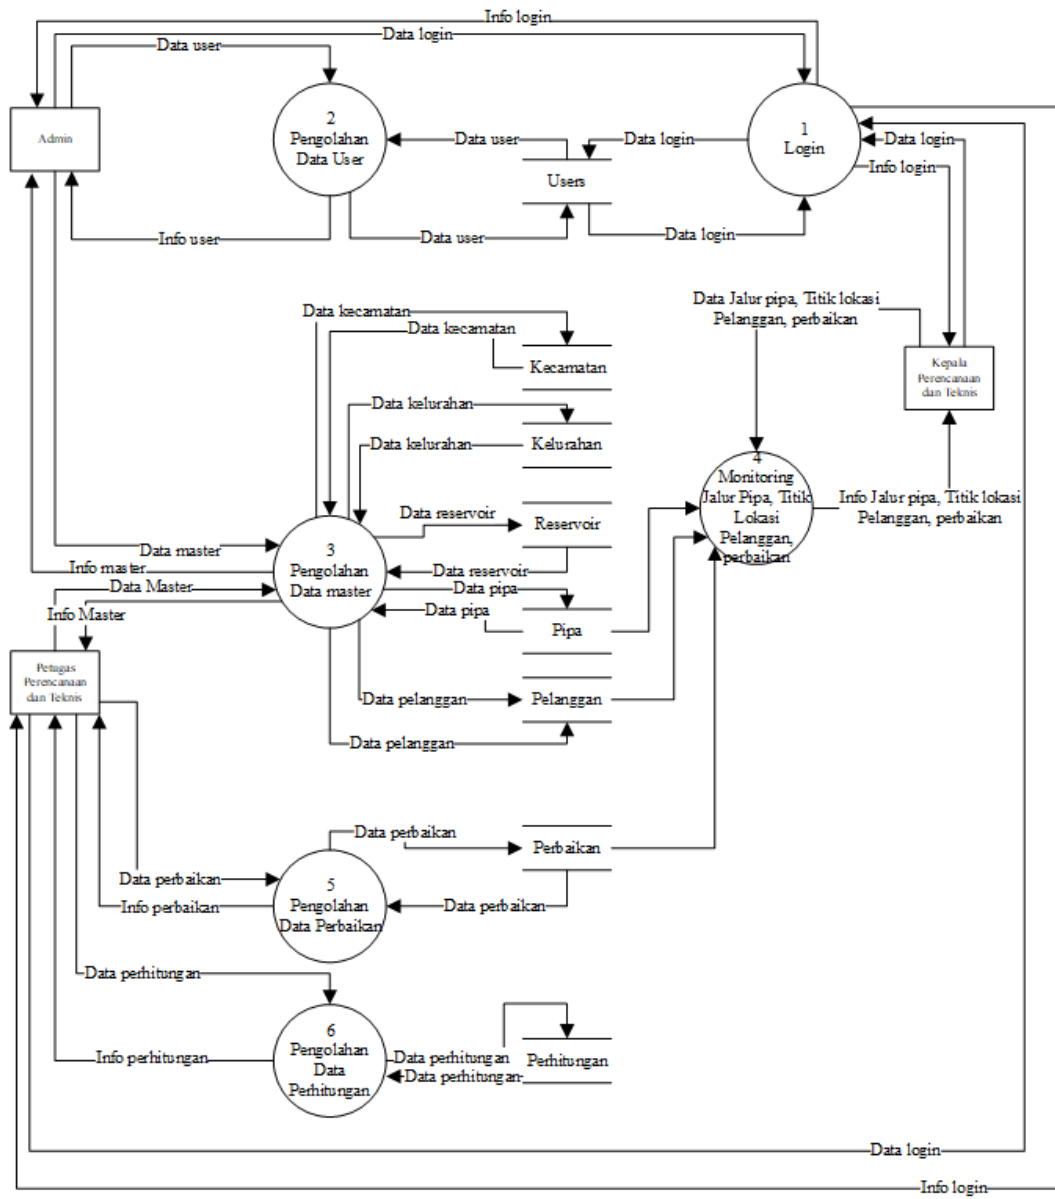 Info login
Data login
Data user
Admin
2
Pengolahan
Data User
Data user
Users
Data login
1
Login
Data login
Info login
Info user
Data user
Data login
Data kecamatan
Data kecamatan
Kecamatan
Data Jalur pipa, Titik lokasi
Pelanggan, perbaikan
Kepala
Perencanaan
dan Teknis
Data kelurahan
Data kelurahan
Kelurahan
4
Monitoring
Jalur Pipa, Titik
Lokasi
Pelanggan,
perbaikan
Info Jalur pipa, Titik lokasi
Pelanggan, perbaikan
Data reservoir
Reservoir
Data reservoir
Data master
Info master
3
Pengolahan
Data master
Data Master
Info Master
Data pipa
Data pipa
Pipa
Petugas
Perencanaan
dan Teknis
Data pelanggan
Pelanggan
Data pelanggan
Data perbaikan
Perbaikan
Data perbaikan
Info perbaikan
5
Pengolahan
Data Perbaikan
Data perbaikan
Data perhitungan
6
Pengolahan
Data
Perhitungan
Info perhitungan
Data perhitungan
Data perhitungan
Perhitungan
Data login
Info login